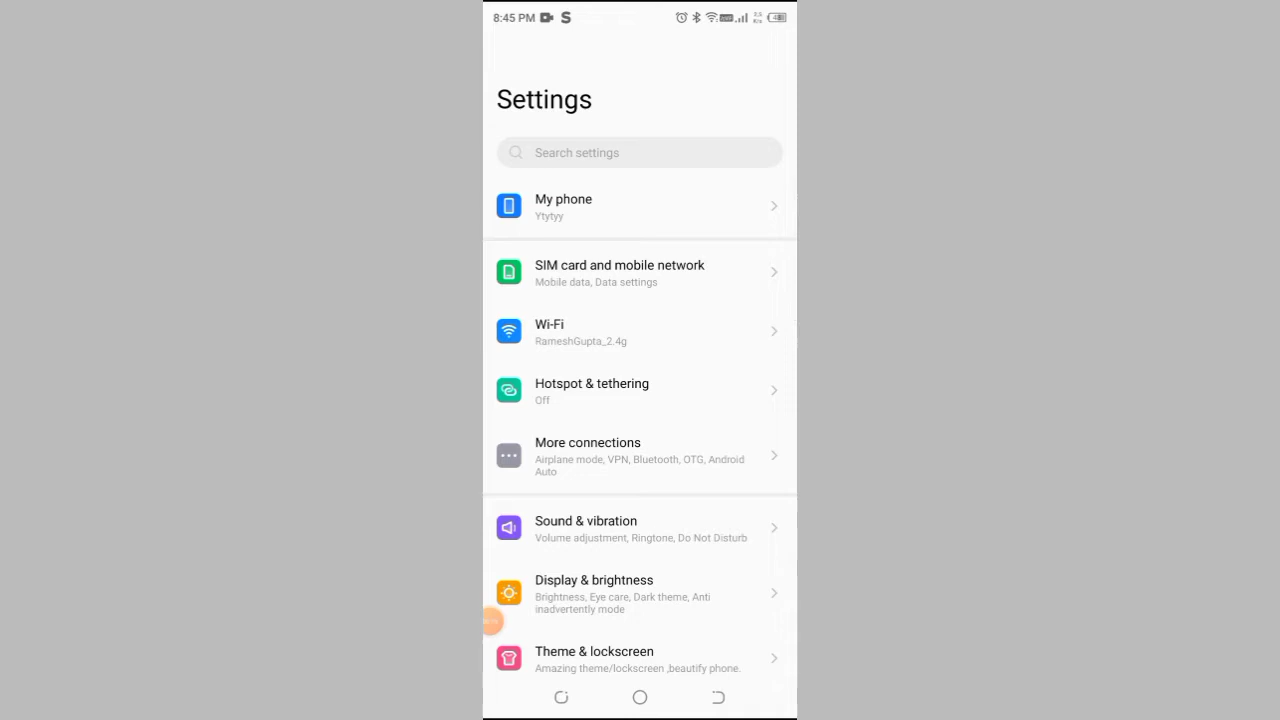 8:45 PM
Settings
Search settings
My phone
Ytytyy
SIM card and mobile network
Mobile data, Data settings
Wi-Fi
RameshGupta_2.4g
Hotspot & tethering
Off
More connections
Airplane mode, VPN, Bluetooth, OTG, Android
Auto
Sound & vibration
Volume adjustment, Ringtone, Do Not Disturb
Display & brightness
Brightness, Eye care, Dark theme, Anti
inadvertently mode
Theme & lockscreen
Amazing theme/lockscreen ,beautify phone.